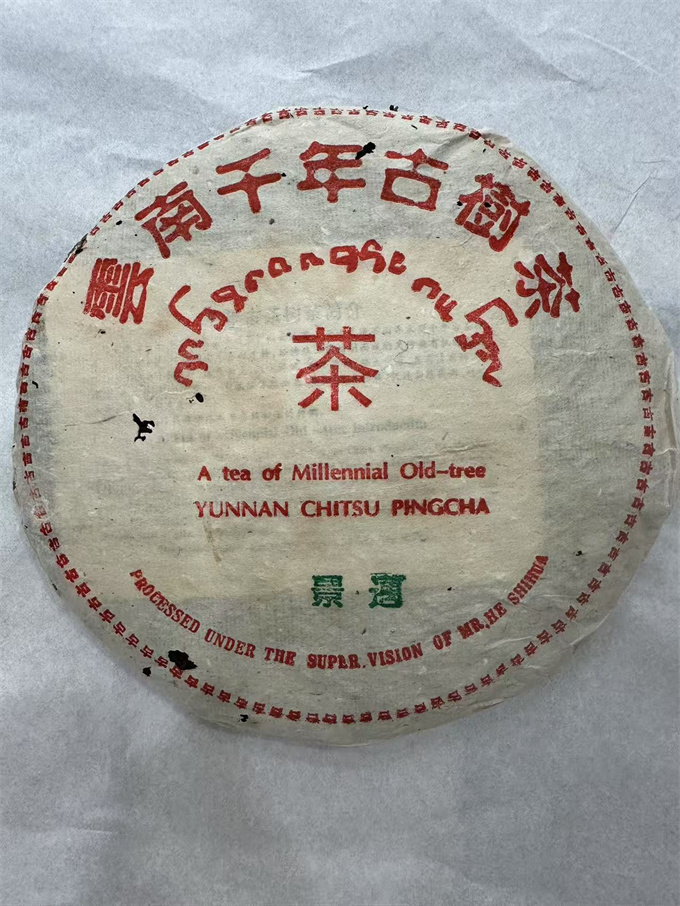 雲南千年古樹茶
茶
A tea of Millennial Old-tree
YUNNAN CHITSU PINGCHA
景邁
PROCESSED UNDER THE SUPER.VISION OF MR.HE SHIHUA